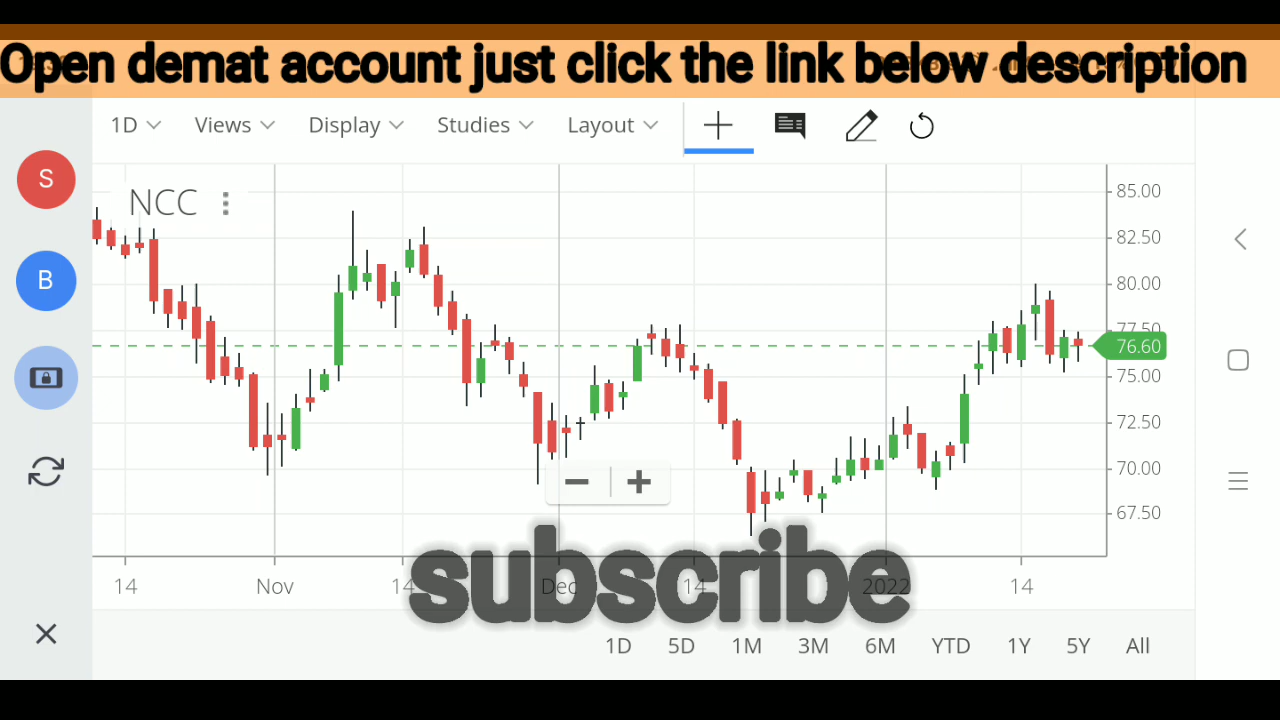 Open demat account just click the link below description
1D Views Display Studies Layout
S
NCC
85.00
82.50
B
80.00
77.50
76.60
75.00
72.50
70.00
67.50
subscribe
14 Nov 14 Dec 14 2022 14
1D 5D 1M 3M 6M YTD 1Y 5Y All